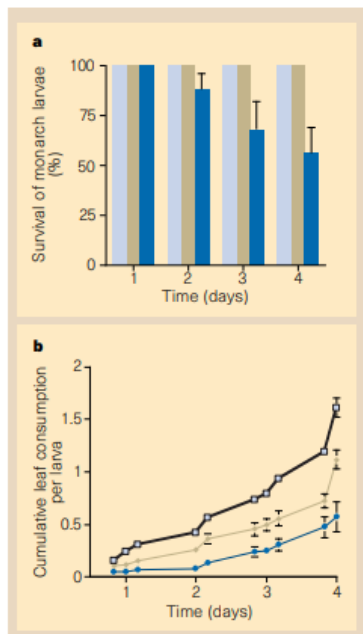 a
Survival of monarch larvae
(%)
100
75
50
25
0
1 2 3 4
Time (days)
b
Cumulative leaf consumption
per larva
2
1.5
1
0.5
0
1 2 3 4
Time (days)